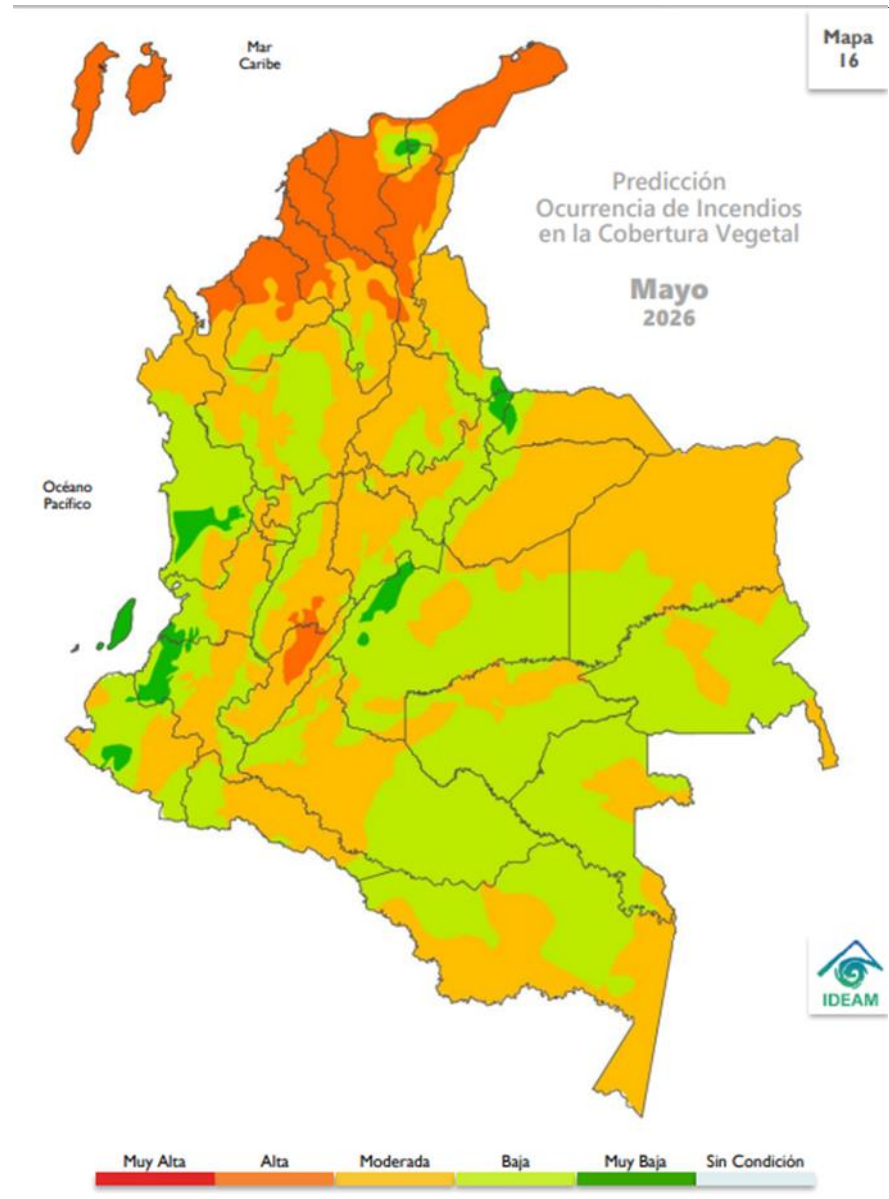 Mar
Caribe
Mapa
16
Predicción
Ocurrencia de Incendios
en la Cobertura Vegetal
Mayo
2026
Océano
Pacífico
IDEAM
Muy Alta
Alta
Moderada
Baja
Muy Baja
Sin Condición